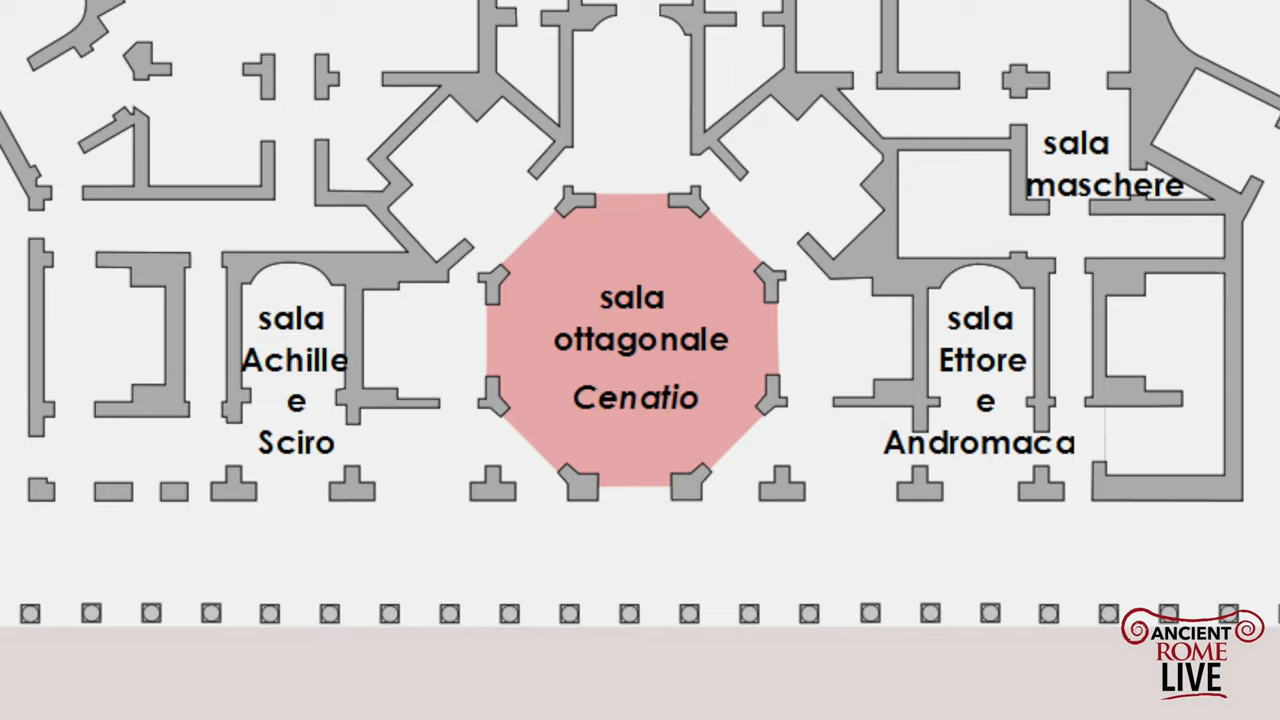 sala
maschere
sala
Achille
e
Sciro
sala
ottagonale
Cenatio
sala
Ettore
e
Andromaca
ANCIENT
ROME
LIVE